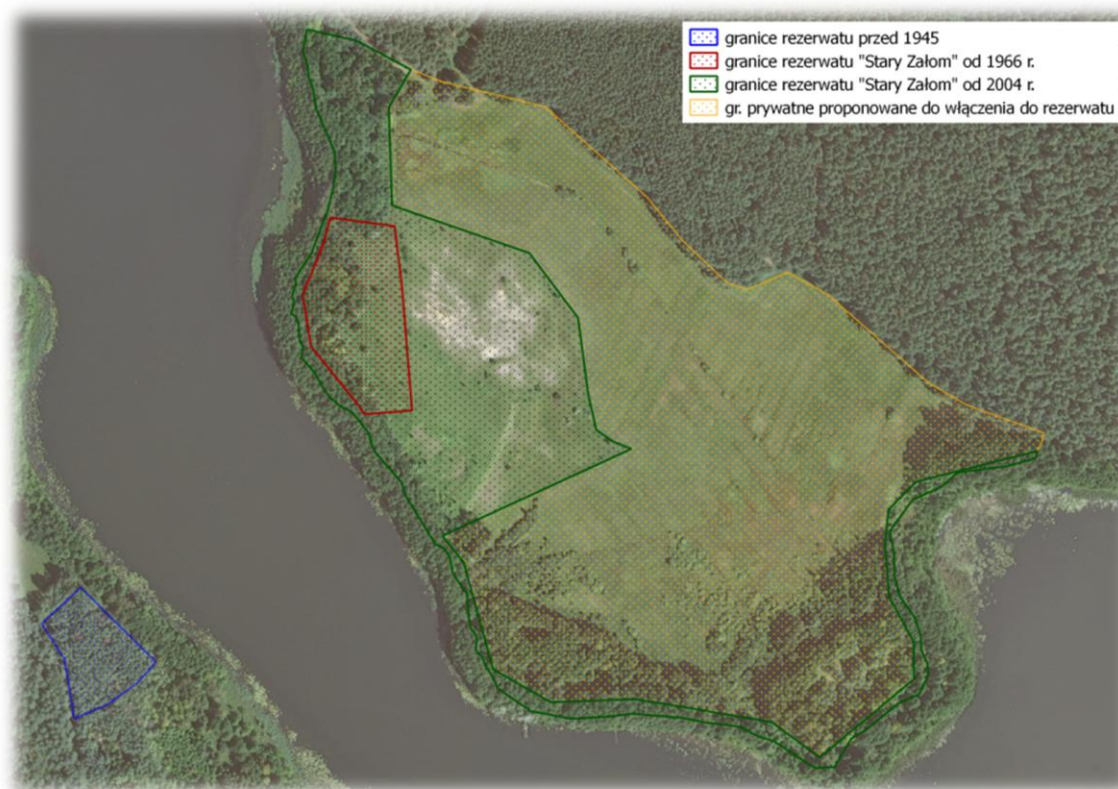 granice rezerwatu przed 1945
granice rezerwatu "Stary Załom" od 1966 r.
granice rezerwatu "Stary Załom" od 2004 r.
gr. prywatne proponowane do włączenia do rezerwatu